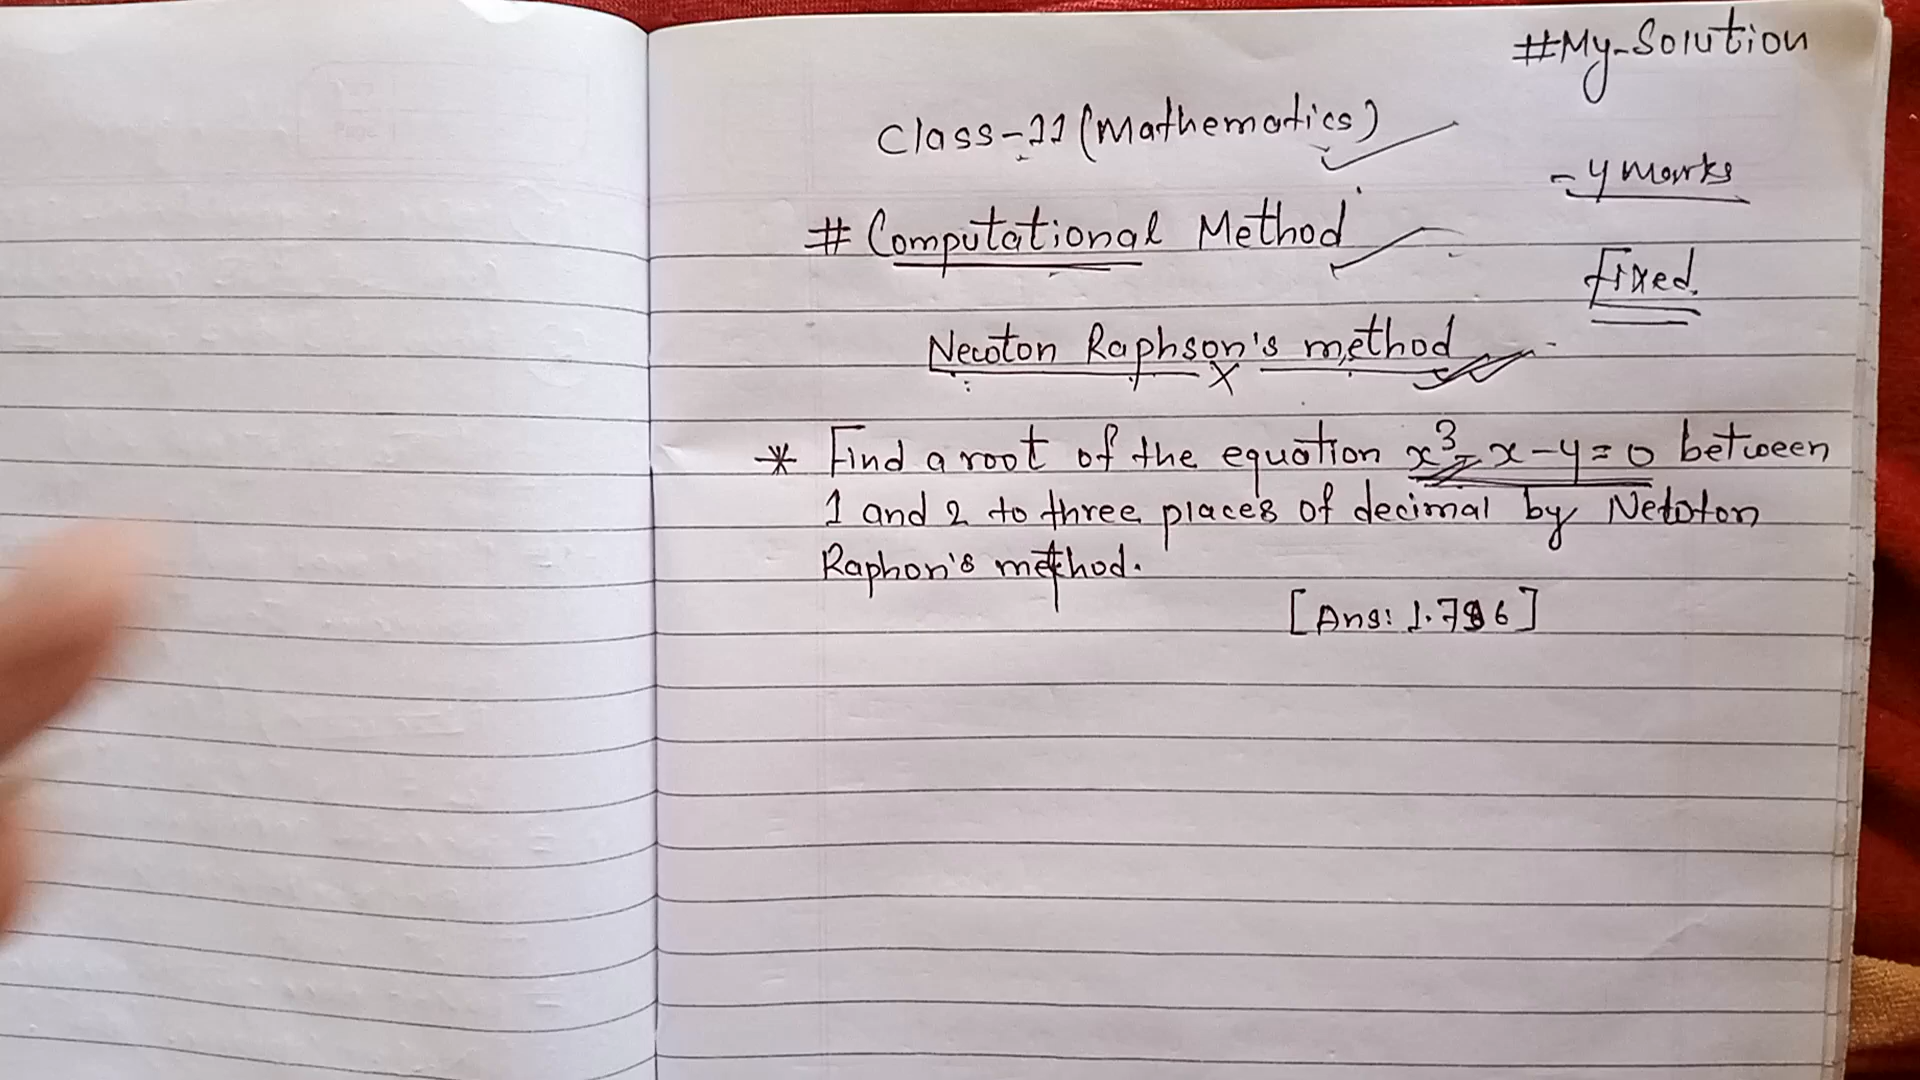 #My-Solution
Class-11 (Mathematics)
- 4 marks
# Computational Method
fixed.
Newton Raphson's method
* Find a root of the equation x³-x-4=0 between
1 and 2 to three places of decimal by Newton
Raphon's method.
[Ans: 1.796]